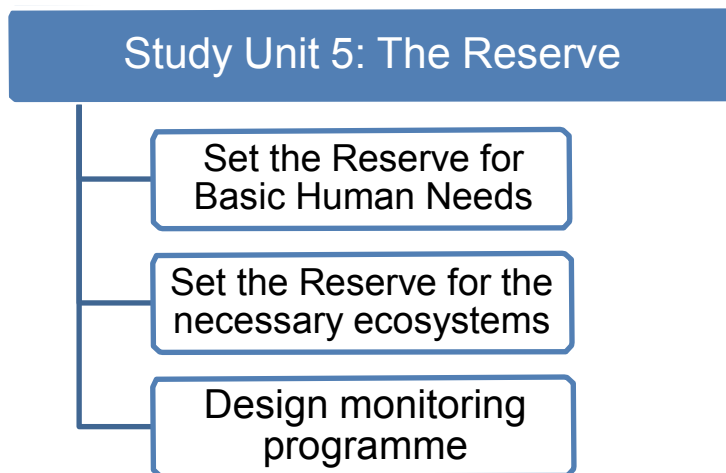 Study Unit 5: The Reserve
Set the Reserve for
Basic Human Needs
Set the Reserve for the
necessary ecosystems
Design monitoring
programme